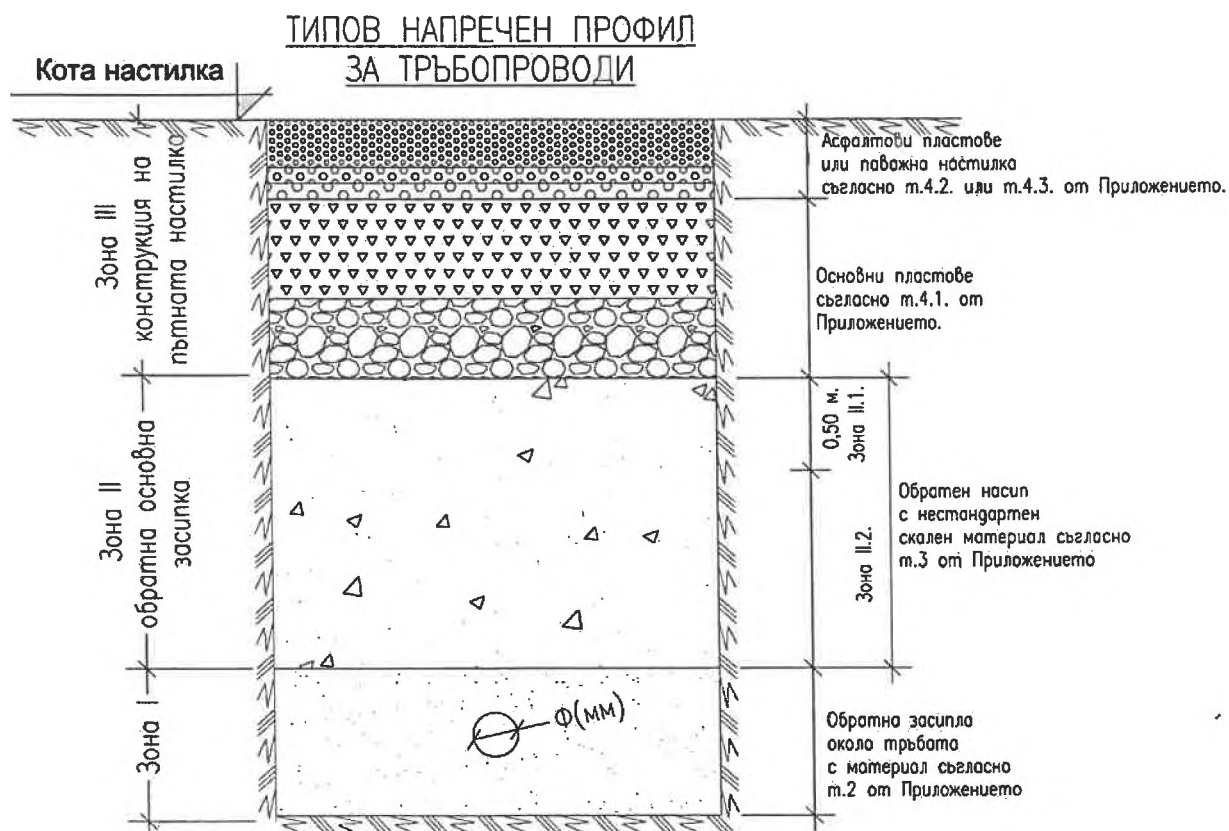 ТИПОВ НАПРЕЧЕН ПРОФИЛ
ЗА ТРЪБОПРОВОДИ
Кота настилка
Зона III
конструкция на
пътната настилко
Асфалтови пластове
или паважна настилка
съгласно т.4.2. или т.4.3. от Приложението.
Основни пластове
съгласно т.4.1. от
Приложението.
Зона II
обратна основна
засипка
0,50 м.
Зона II.1.
Зона II.2.
Обратен насип
с нестандартен
скален материал съгласно
т.3 от Приложението
Зона I
Ф(мм)
Обратна засипла
около тръбата
с материал съгласно
т.2 от Приложението